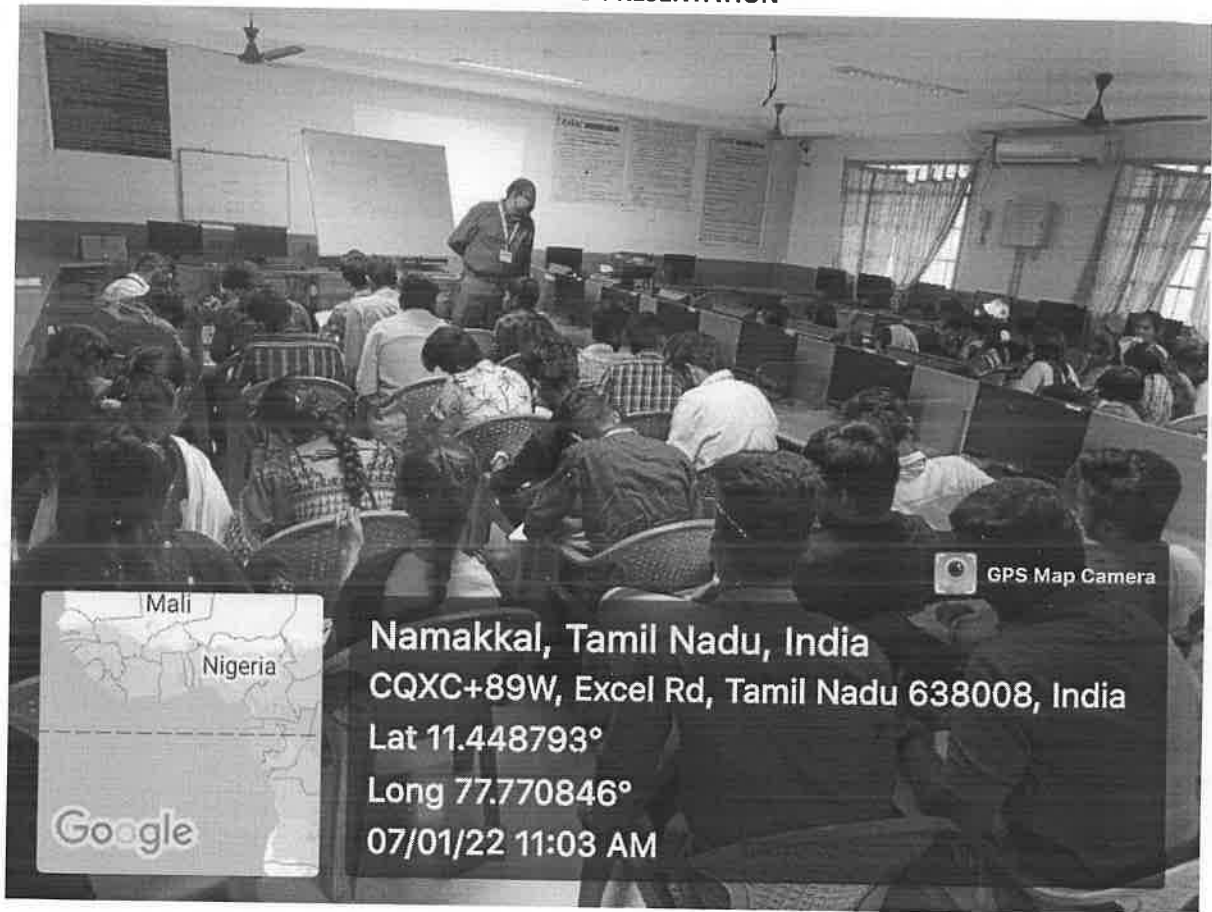 PRESENTATION
GPS Map Camera
Mali
Nigeria
Google
Namakkal, Tamil Nadu, India
CQXC+89W, Excel Rd, Tamil Nadu 638008, India
Lat 11.448793°
Long 77.770846°
07/01/22 11:03 AM